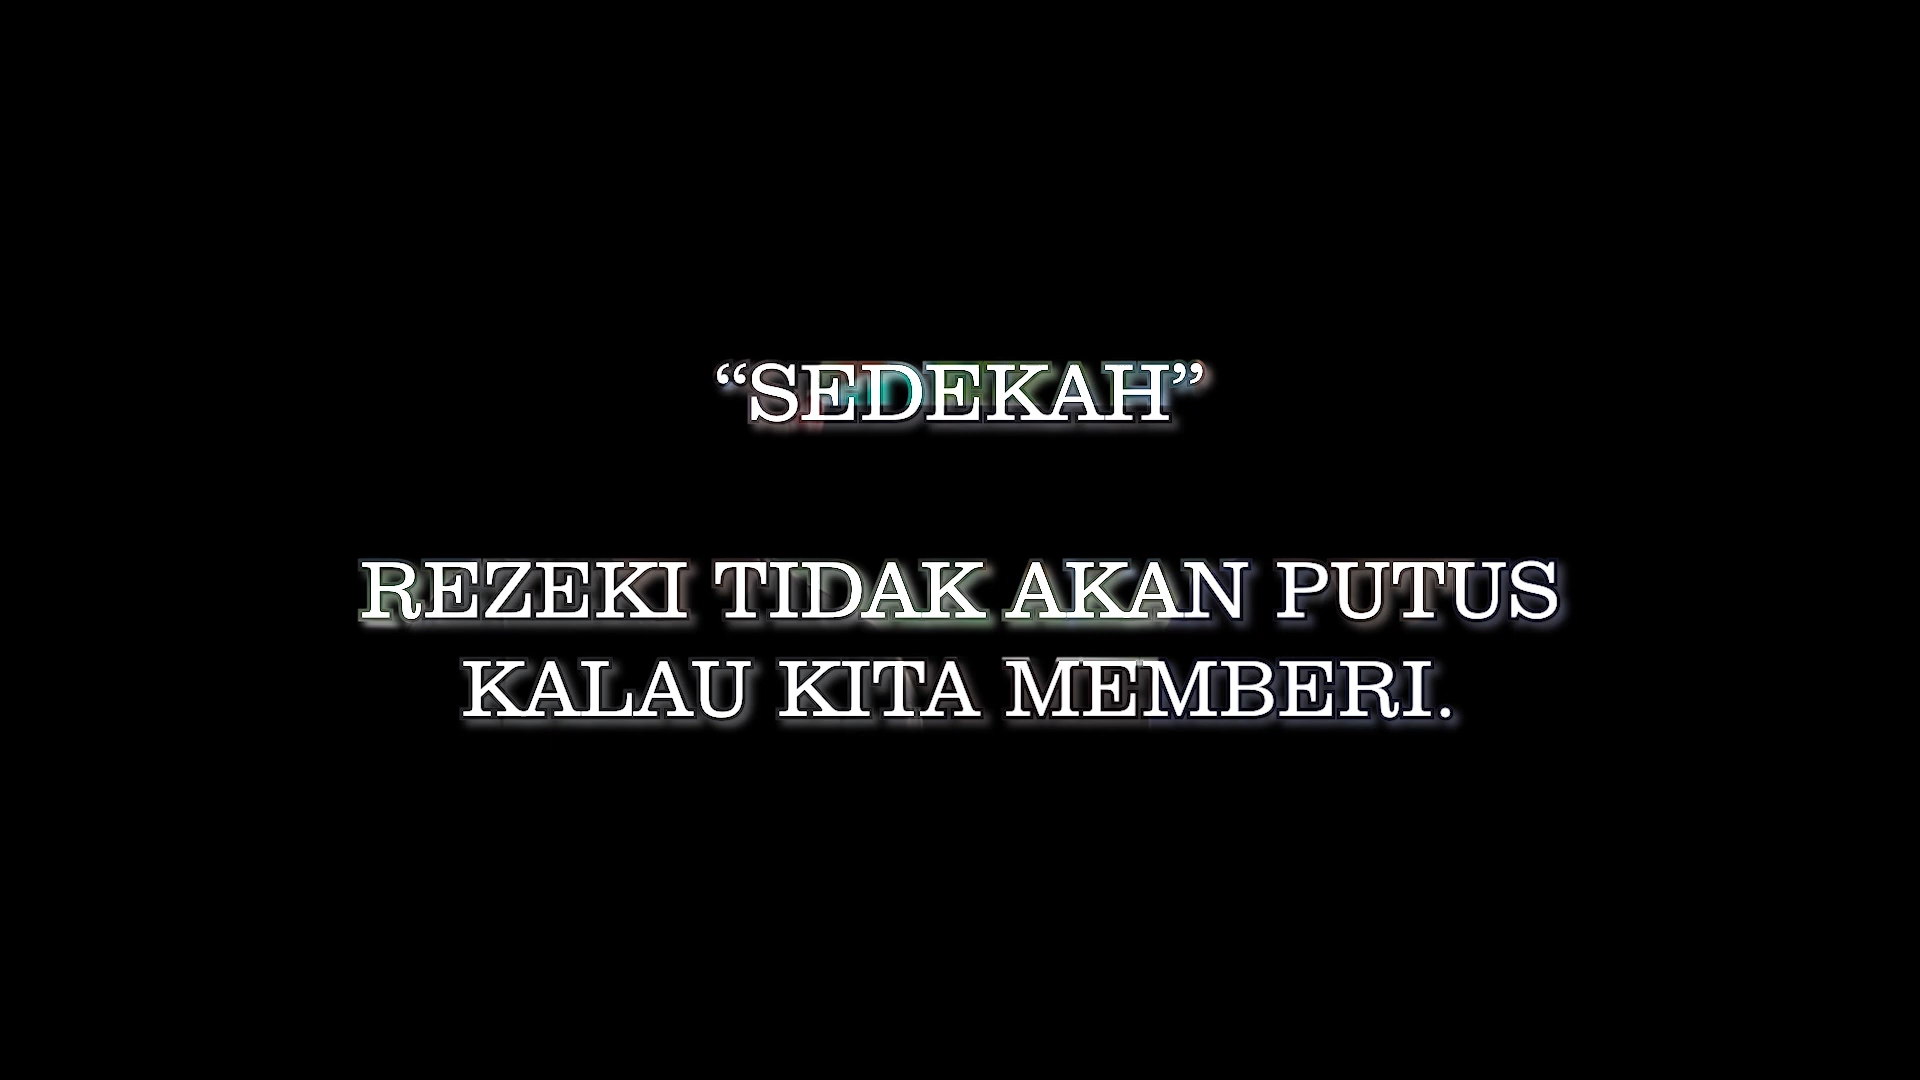 “SEDEKAH”
REZEKI TIDAK AKAN PUTUS
KALAU KITA MEMBERI.